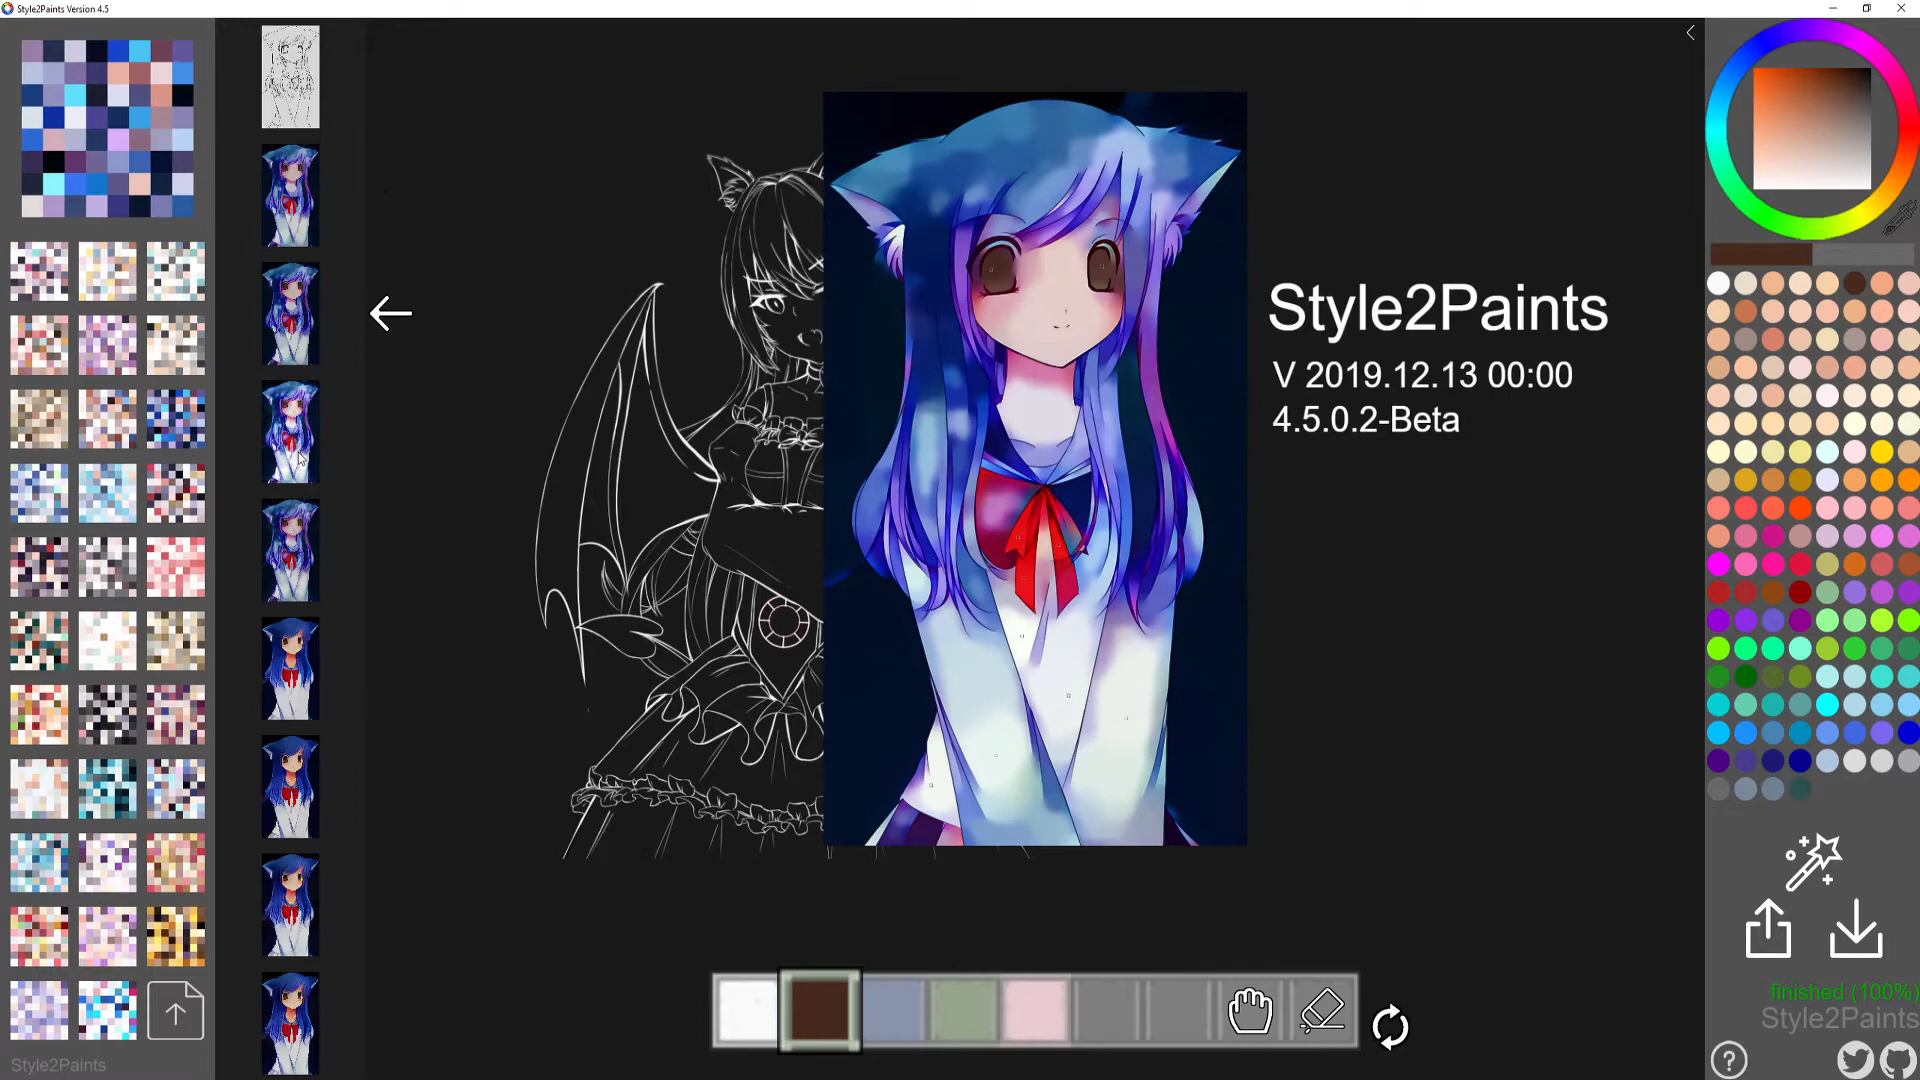 Style2Paints Version 4.5
Style2Paints
V 2019.12.13 00:00
4.5.0.2-Beta
finished (100%)
Style2Paints
Style2Paints